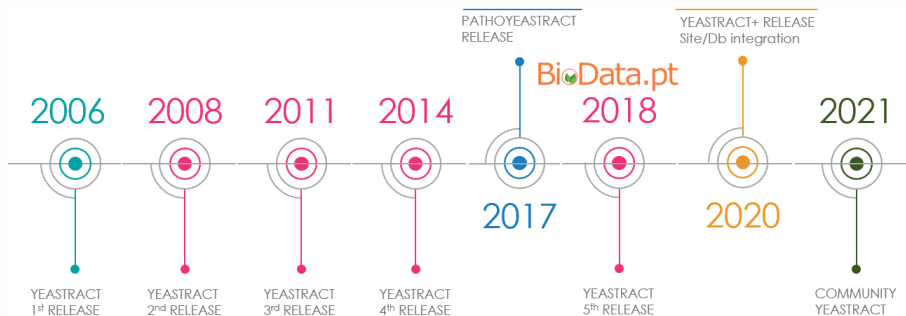 PATHOYEASTRACT
RELEASE
YEASTRACT+ RELEASE
Site/Db integration
BioData.pt
2006
2008
2011
2014
2018
2021
2017
2020
YEASTRACT
1st RELEASE
YEASTRACT
2nd RELEASE
YEASTRACT
3rd RELEASE
YEASTRACT
4th RELEASE
YEASTRACT
5th RELEASE
COMMUNITY
YEASTRACT